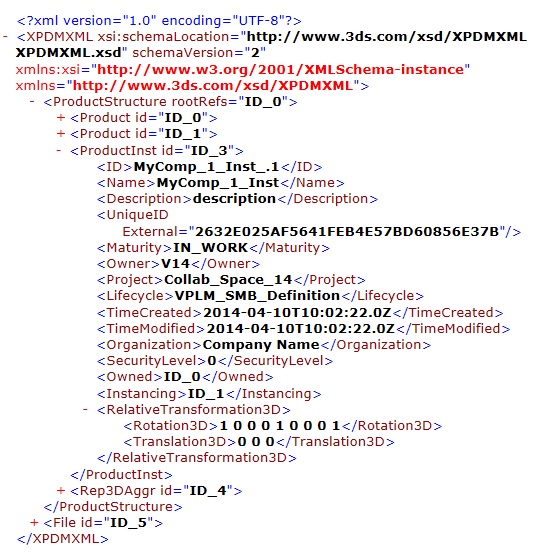 <?xml version="1.0" encoding="UTF-8"?>
- <XPDMXML xsi:schemaLocation="http://www.3ds.com/xsd/XPDMXML
XPDMXML.xsd" schemaVersion="2"
xmlns:xsi="http://www.w3.org/2001/XMLSchema-instance"
xmlns="http://www.3ds.com/xsd/XPDMXML">
- <ProductStructure rootRefs="ID_0">
+ <Product id="ID_0">
+ <Product id="ID_1">
- <ProductInst id="ID_3">
<ID>MyComp_1_Inst_.1</ID>
<Name>MyComp_1_Inst</Name>
<Description>description</Description>
<UniqueID
External="2632E025AF5641FEB4E57BD60856E37B"/>
<Maturity>IN_WORK</Maturity>
<Owner>V14</Owner>
<Project>Collab_Space_14</Project>
<Lifecycle>VPLM_SMB_Definition</Lifecycle>
<TimeCreated>2014-04-10T10:02:22.0Z</TimeCreated>
<TimeModified>2014-04-10T10:02:22.0Z</TimeModified>
<Organization>Company Name</Organization>
<SecurityLevel>0</SecurityLevel>
<Owned>ID_0</Owned>
<Instancing>ID_1</Instancing>
- <RelativeTransformation3D>
<Rotation3D>1 0 0 0 1 0 0 0 1</Rotation3D>
<Translation3D>0 0 0</Translation3D>
</RelativeTransformation3D>
</ProductInst>
+ <Rep3DAggr id="ID_4">
</ProductStructure>
+ <File id="ID_5">
</XPDMXML>